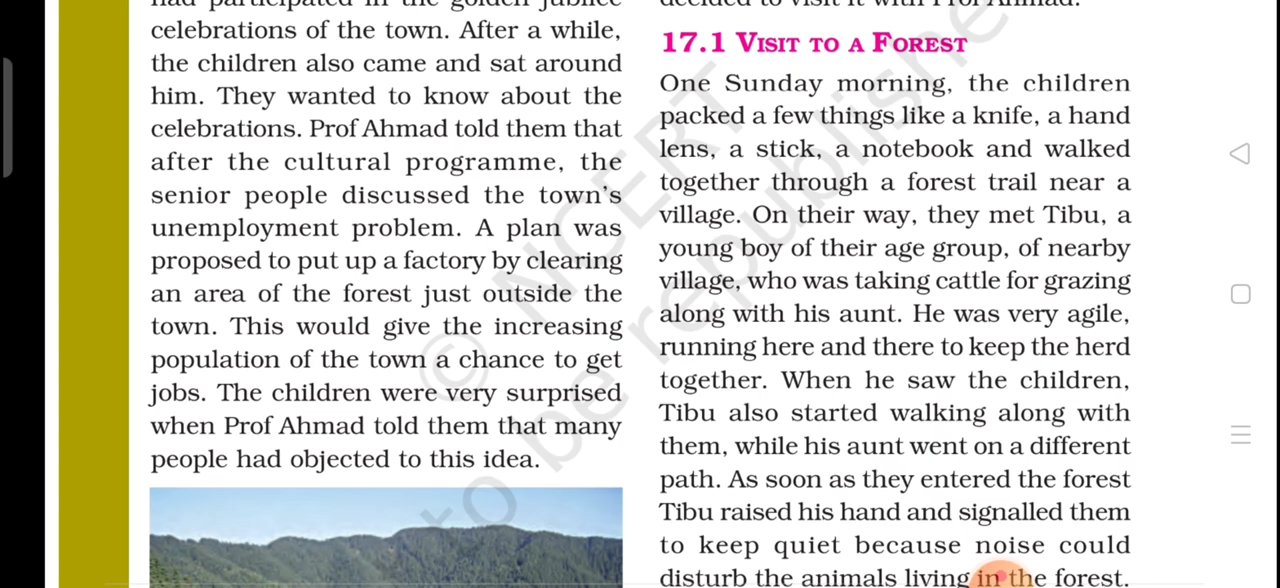 celebrations of the town. After a while,
the children also came and sat around
him. They wanted to know about the
celebrations. Prof Ahmad told them that
after the cultural programme, the
senior people discussed the town's
unemployment problem. A plan was
proposed to put up a factory by clearing
an area of the forest just outside the
town. This would give the increasing
population of the town a chance to get
jobs. The children were very surprised
when Prof Ahmad told them that many
people had objected to this idea.
17.1 VISIT TO A FOREST
One Sunday morning, the children
packed a few things like a knife, a hand
lens, a stick, a notebook and walked
together through a forest trail near a
village. On their way, they met Tibu, a
young boy of their age group, of nearby
village, who was taking cattle for grazing
along with his aunt. He was very agile,
running here and there to keep the herd
together. When he saw the children,
Tibu also started walking along with
them, while his aunt went on a different
path. As soon as they entered the forest
Tibu raised his hand and signalled them
to keep quiet because noise could
disturb the animals living in the forest.
© NCERT
to be republishe